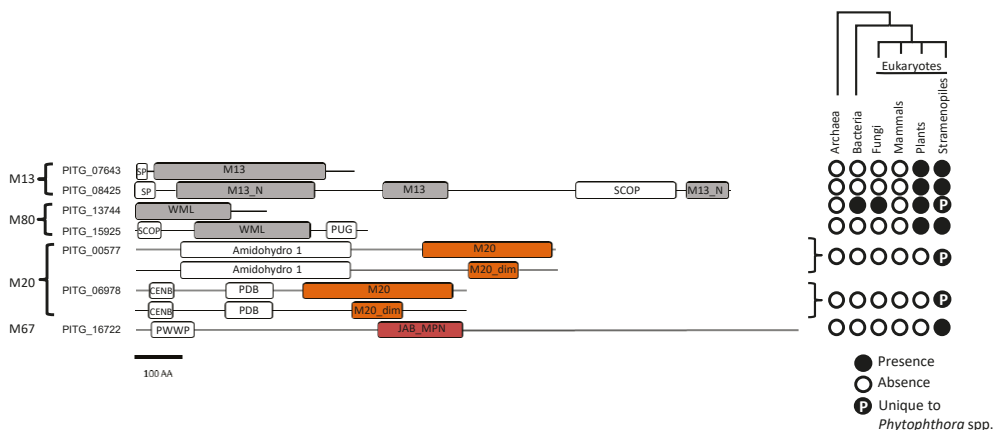 Eukaryotes
Archaea
Bacteria
Fungi
Mammals
Plants
Stramenopiles
M13
PITG_07643
SP
M13
PITG_08425
SP
M13_N
M13
SCOP
M13_N
M80
PITG_13744
WML
P
PITG_15925
SCOP
WML
PUG
M20
PITG_00577
Amidohydro 1
M20
P
Amidohydro 1
M20_dim
PITG_06978
CENB
PDB
M20
P
CENB
PDB
M20_dim
M67
PITG_16722
PWWP
JAB_MPN
100 AA
Presence
Absence
P
Unique to
Phytophthora spp.